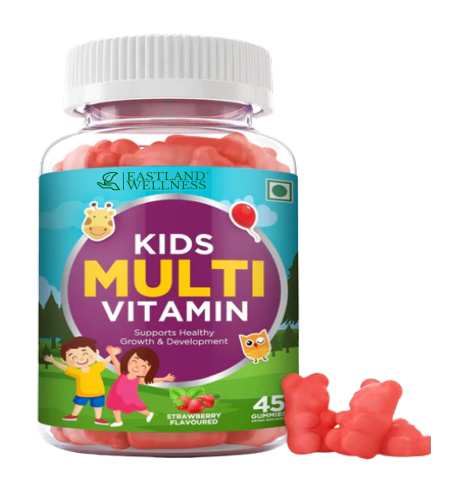 EASTLAND
WELLNESS
KIDS
MULTI
VITAMIN
Supports Healthy
Growth & Development
STRAWBERRY
FLAVOURED
45
GUMMIES